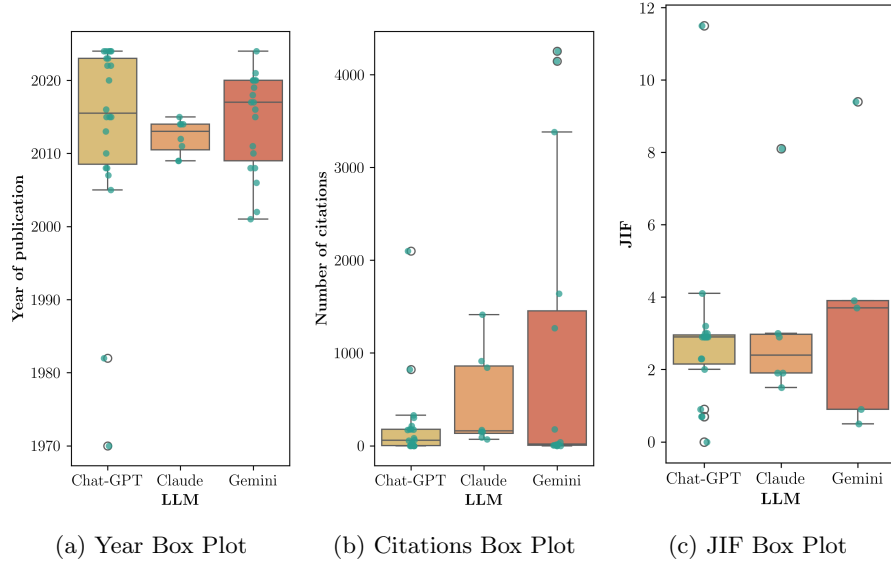 2020
2010
2000
1990
1980
1970
Year of publication
Chat-GPT Claude Gemini
LLM
(a) Year Box Plot
4000
3000
2000
1000
0
Number of citations
Chat-GPT Claude Gemini
LLM
(b) Citations Box Plot
12
10
8
6
4
2
0
JIF
Chat-GPT Claude Gemini
LLM
(c) JIF Box Plot